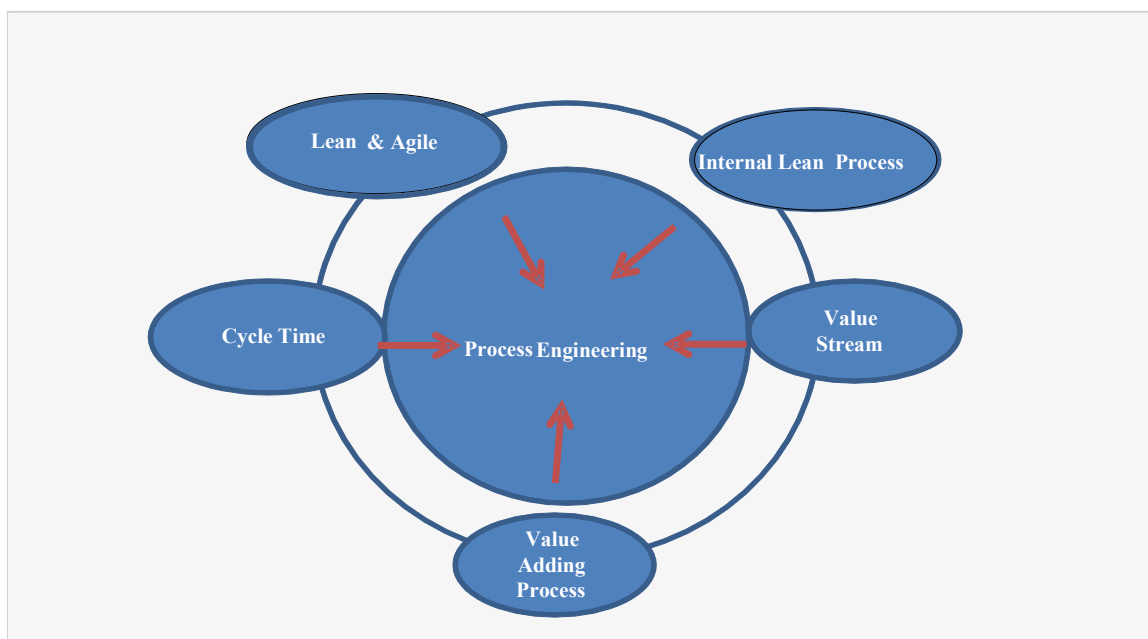 Lean & Agile
Internal Lean Process
Cycle Time
Value
Stream
Process Engineering
Value
Adding
Process